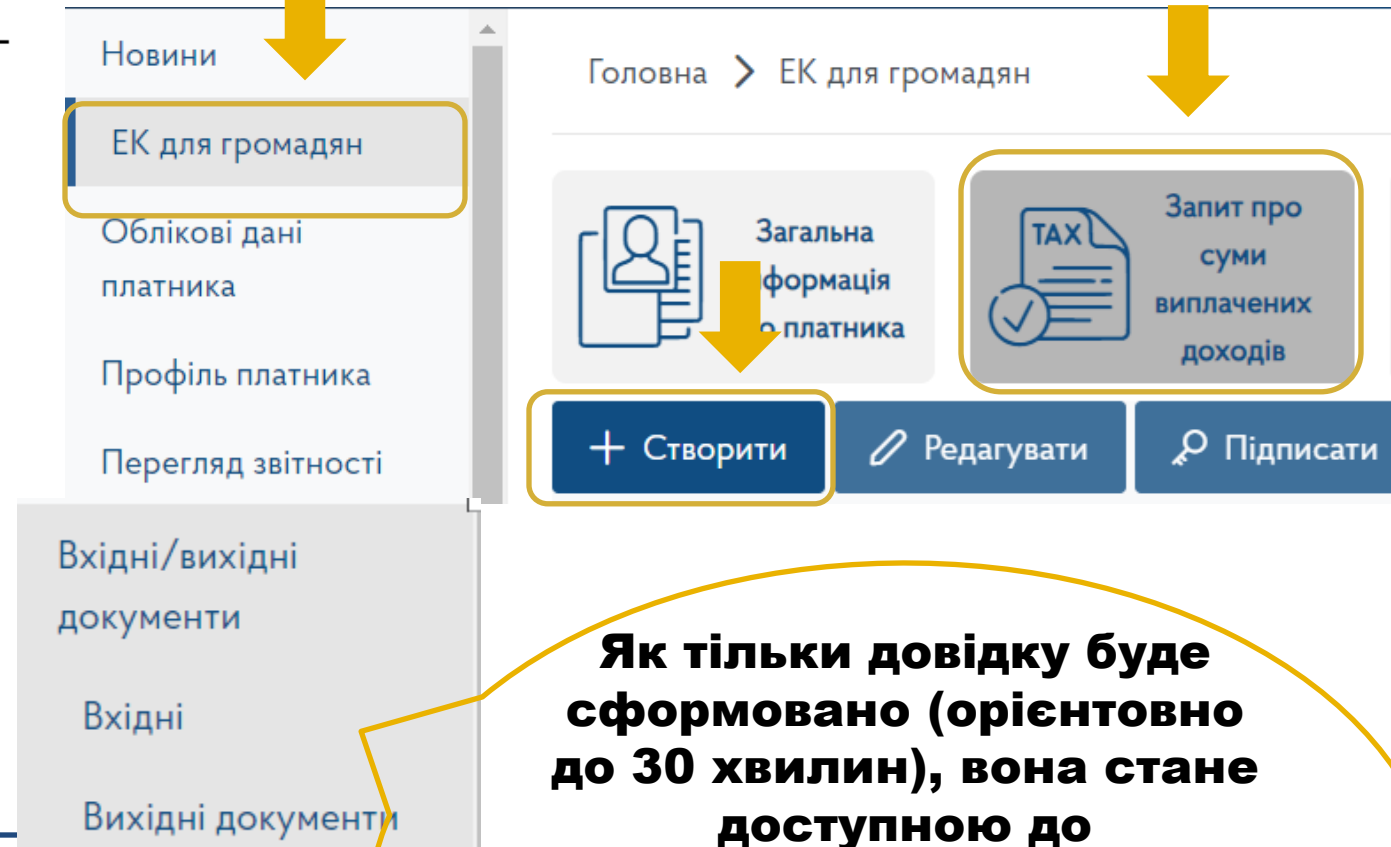 Новини
ЕК для громадян
Облікові дані
платника
Профіль платника
Перегляд звітності
Вхідні/вихідні
документи
Вхідні
Вихідні документи
Головна > ЕК для громадян
Загальна
формація
о платника
TAX
Запит про
суми
виплачених
доходів
+ Створити
Редагувати
Підписати
Як тільки довідку буде
сформовано (орієнтовно
до 30 хвилин), вона стане
доступною до